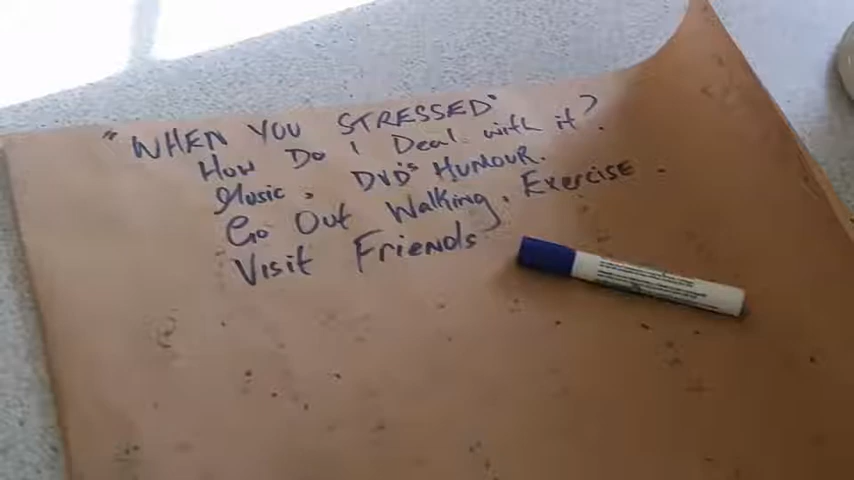 "WHEN YOU STRESSED"
How Do I Deal with it?
Music. DVD's HUMOUR.
Go Out Walking. Exercise.
Visit Friends